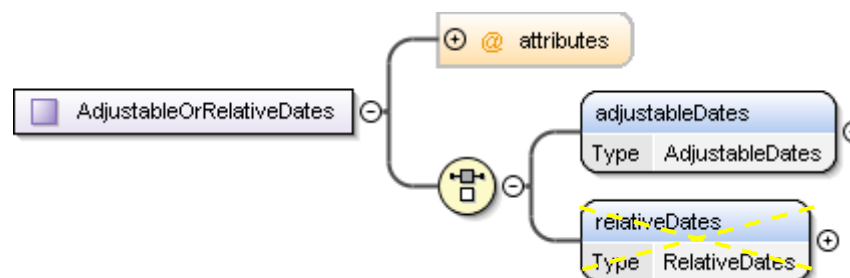 @ attributes
AdjustableOrRelativeDates
adjustableDates
Type AdjustableDates
relativeDates
Type RelativeDates